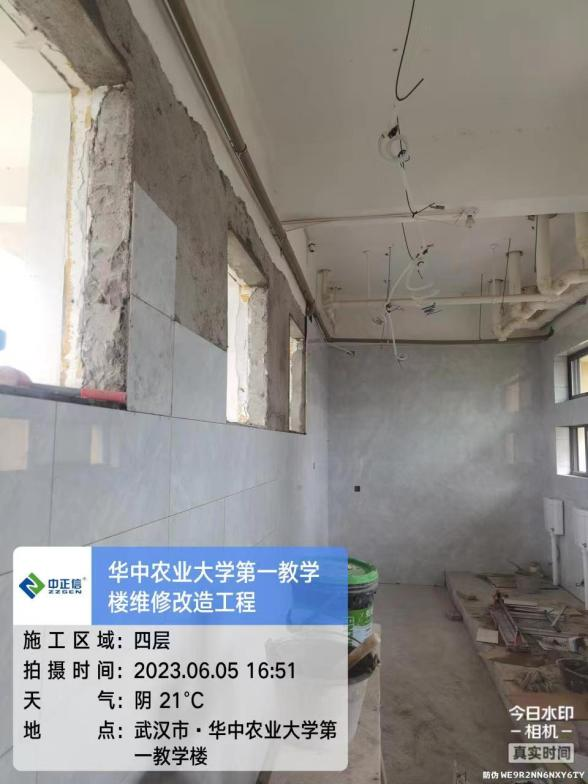 中正信
ZZGEN
华中农业大学第一教学
楼维修改造工程
施工区域：四层
拍摄时间：2023.06.05 16:51
天气：阴 21℃
地点：武汉市·华中农业大学第
一教学楼
今日水印
相机
真实时间
防伪 WE9R2NN6NXY6TY